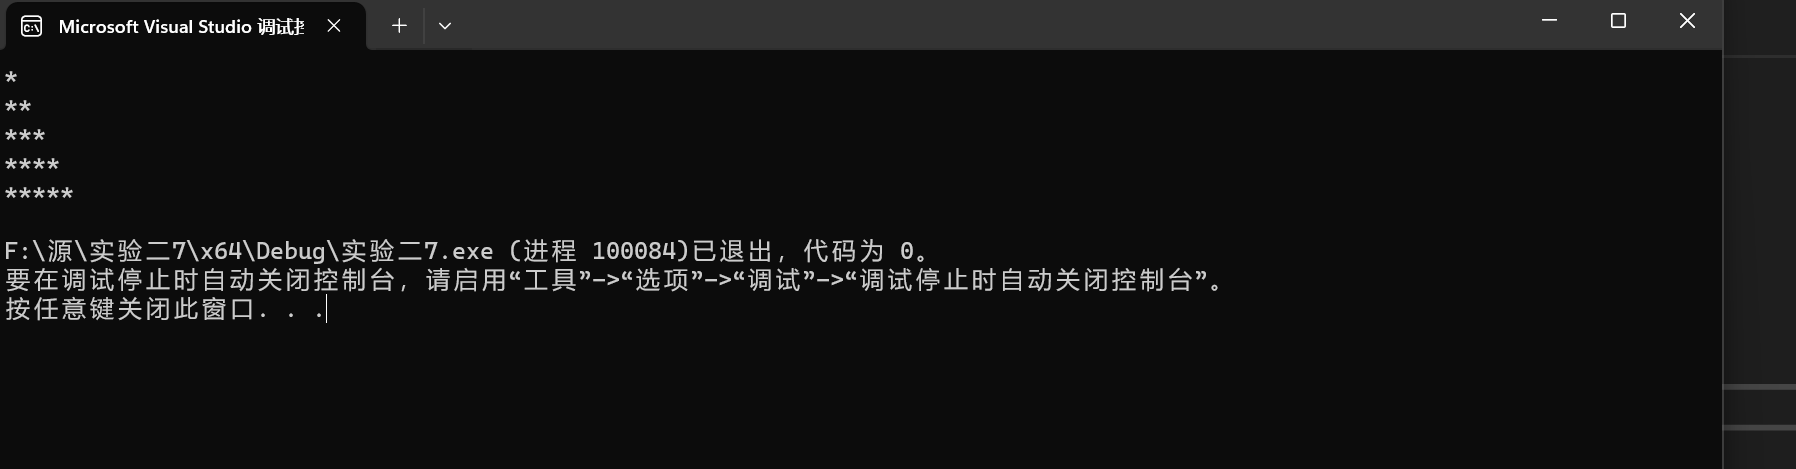 Microsoft Visual Studio 调试
*
**
***
****
*****
F:\源\实验二7\x64\Debug\实验二7.exe (进程 100084)已退出，代码为 0。
要在调试停止时自动关闭控制台，请启用“工具”->“选项”->“调试”->“调试停止时自动关闭控制台”。
按任意键关闭此窗口. . .